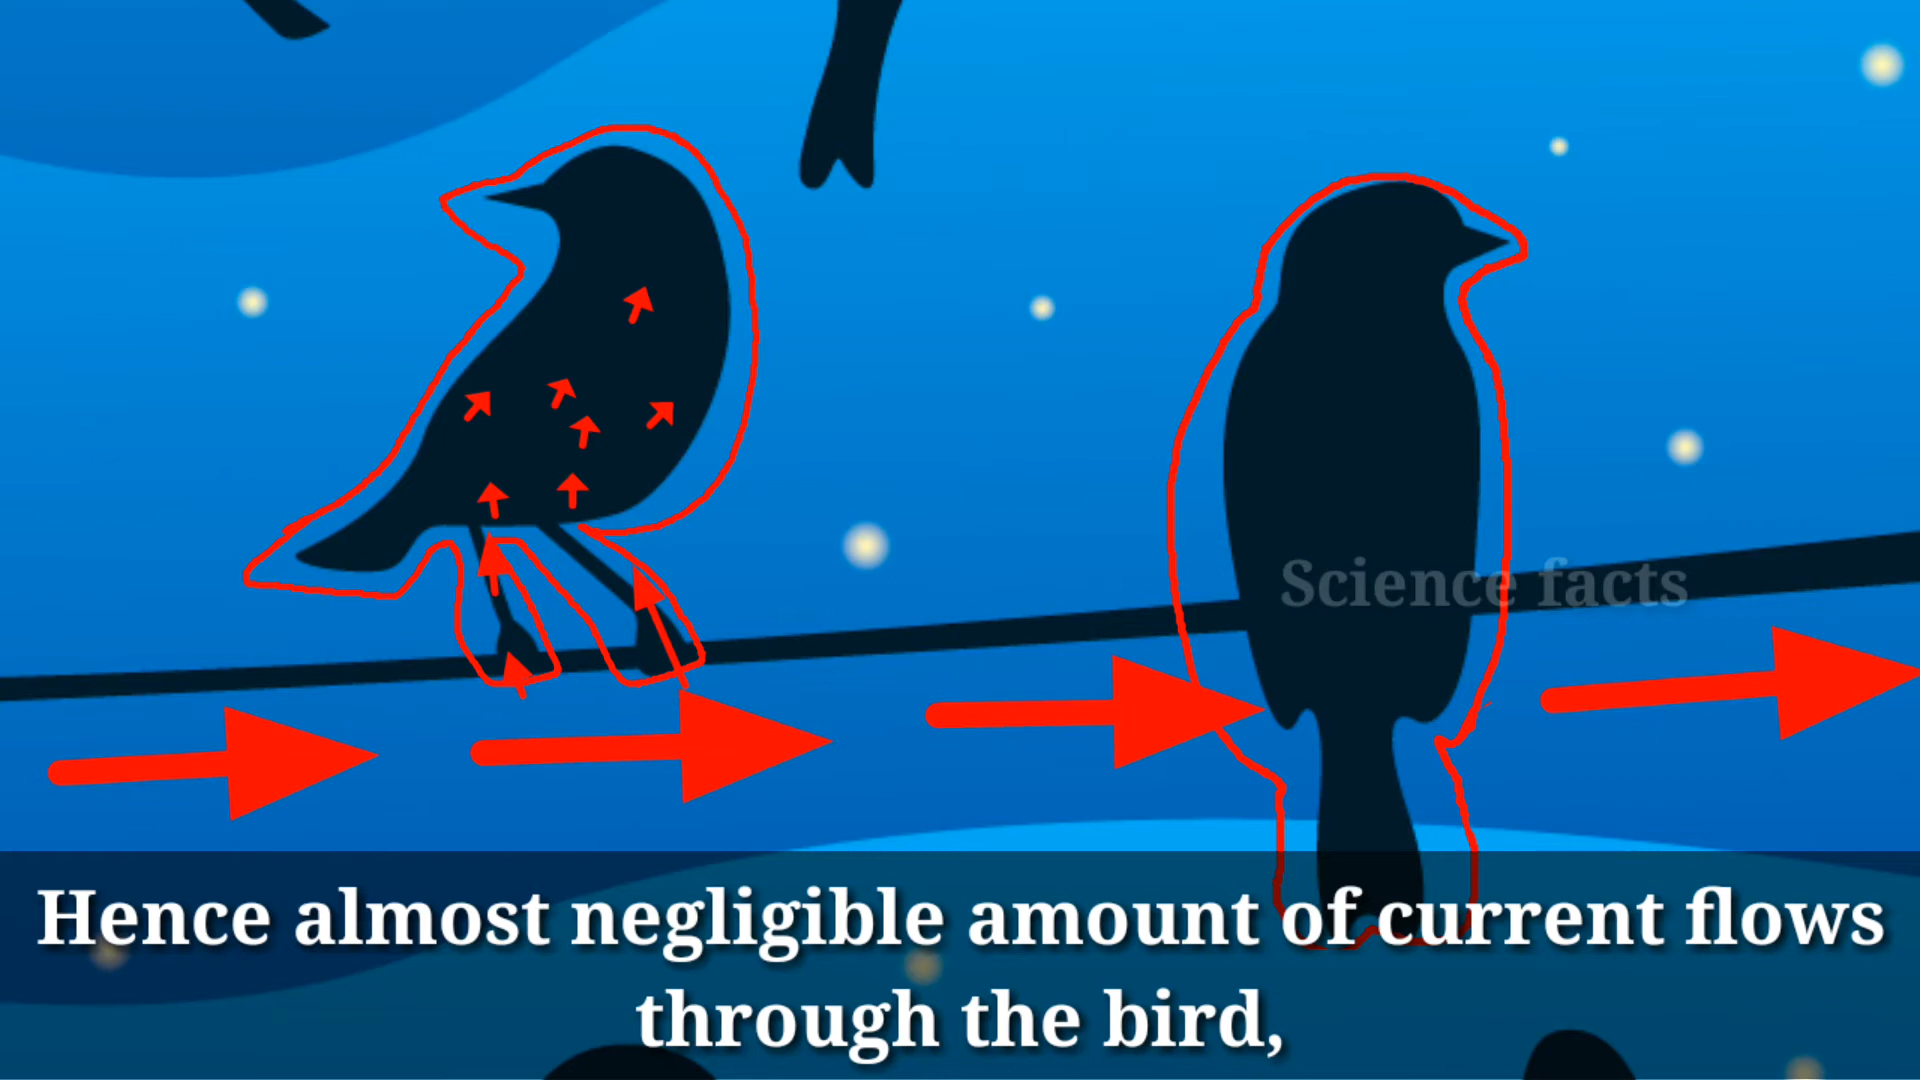 Science facts
Hence almost negligible amount of current flows
through the bird,